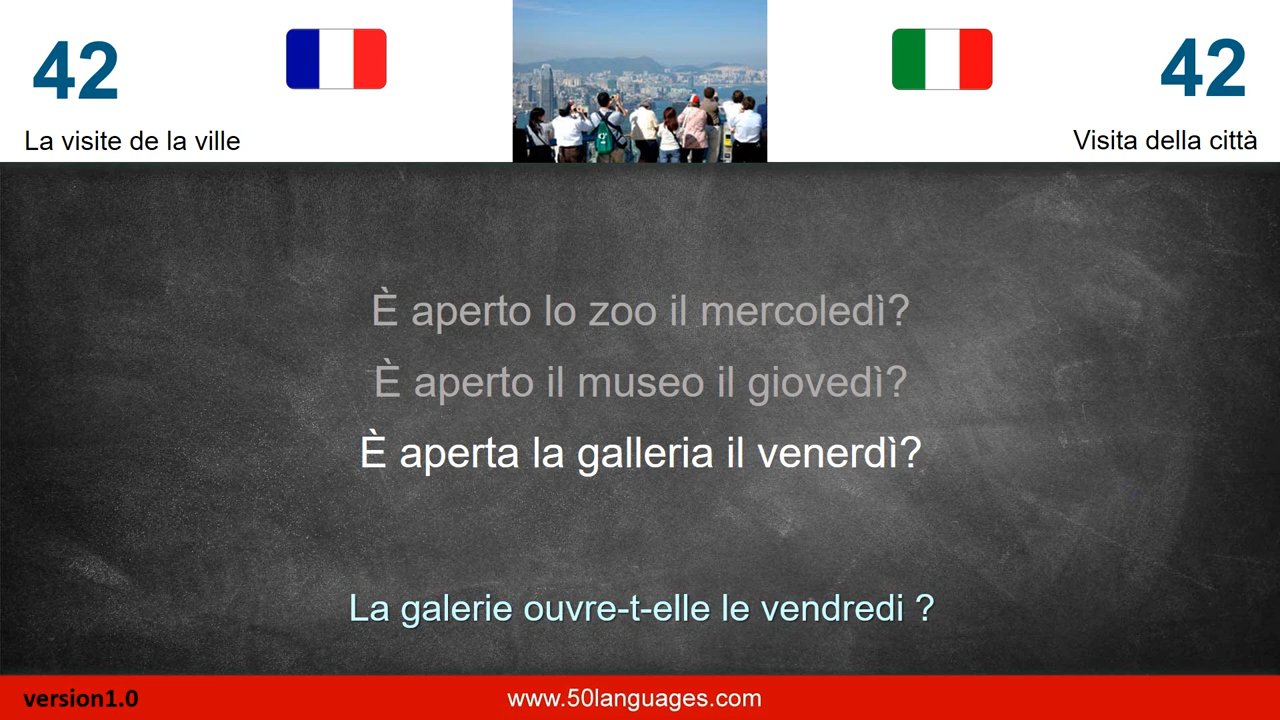 42
42
La visite de la ville
Visita della città
È aperto lo zoo il mercoledì?
È aperto il museo il giovedì?
È aperta la galleria il venerdì?
La galerie ouvre-t-elle le vendredi ?
version1.0
www.50languages.com